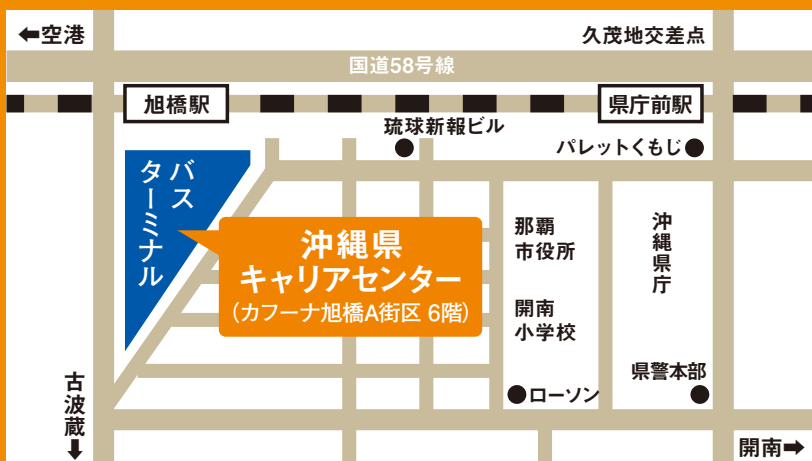 ⬅空港
久茂地交差点
国道58号線
旭橋駅
県庁前駅
琉球新報ビル
パレットくもじ
バス
ターミナル
沖縄県
キャリアセンター
(カフーナ旭橋A街区 6階)
那覇
市役所
沖縄県庁
開南
小学校
県警本部
ローソン
古波蔵⬇
開南➡